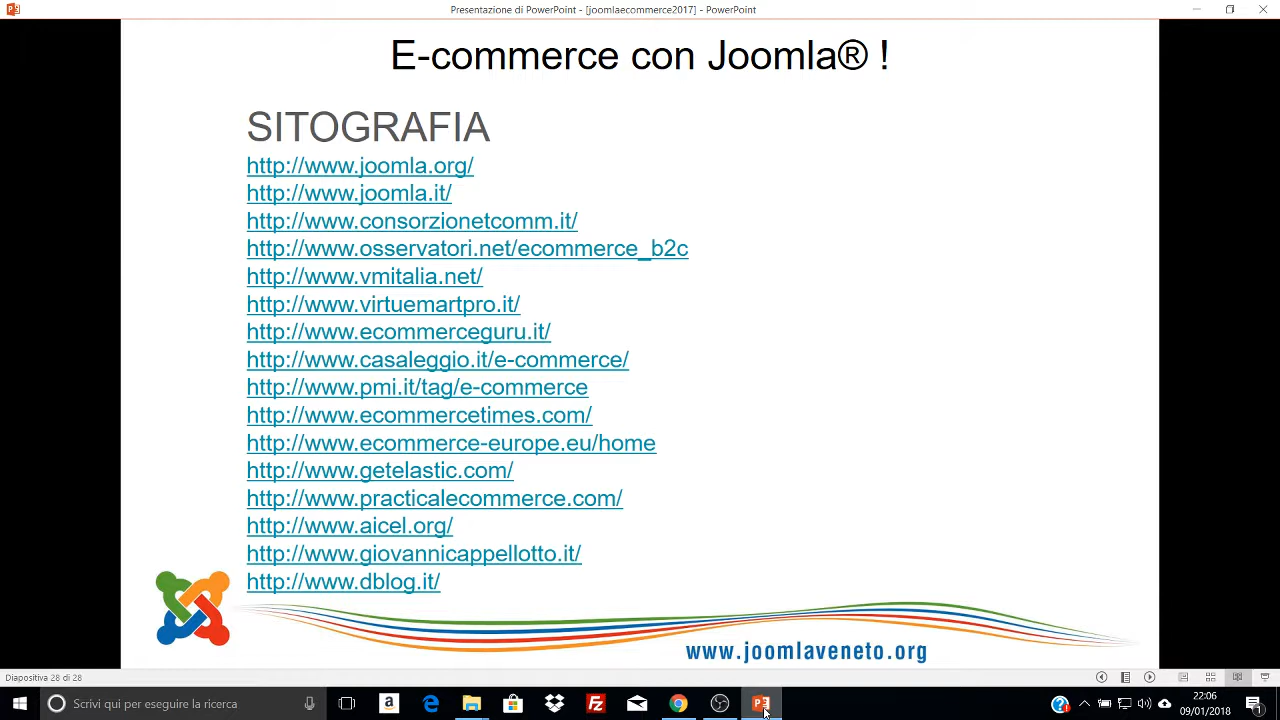 Presentazione di PowerPoint - [joomlaecommerce2017] - PowerPoint
E-commerce con Joomla® !
SITOGRAFIA
http://www.joomla.org/
http://www.joomla.it/
http://www.consorzionetcomm.it/
http://www.osservatori.net/ecommerce_b2c
http://www.vmitalia.net/
http://www.virtuemartpro.it/
http://www.ecommerceguru.it/
http://www.casaleggio.it/e-commerce/
http://www.pmi.it/tag/e-commerce
http://www.ecommercetimes.com/
http://www.ecommerce-europe.eu/home
http://www.getelastic.com/
http://www.practicalecommerce.com/
http://www.aicel.org/
http://www.giovannicappellotto.it/
http://www.dblog.it/
www.joomlaveneto.org
Diapositiva 28 di 28
Scrivi qui per eseguire la ricerca
22:06
09/01/2018
1